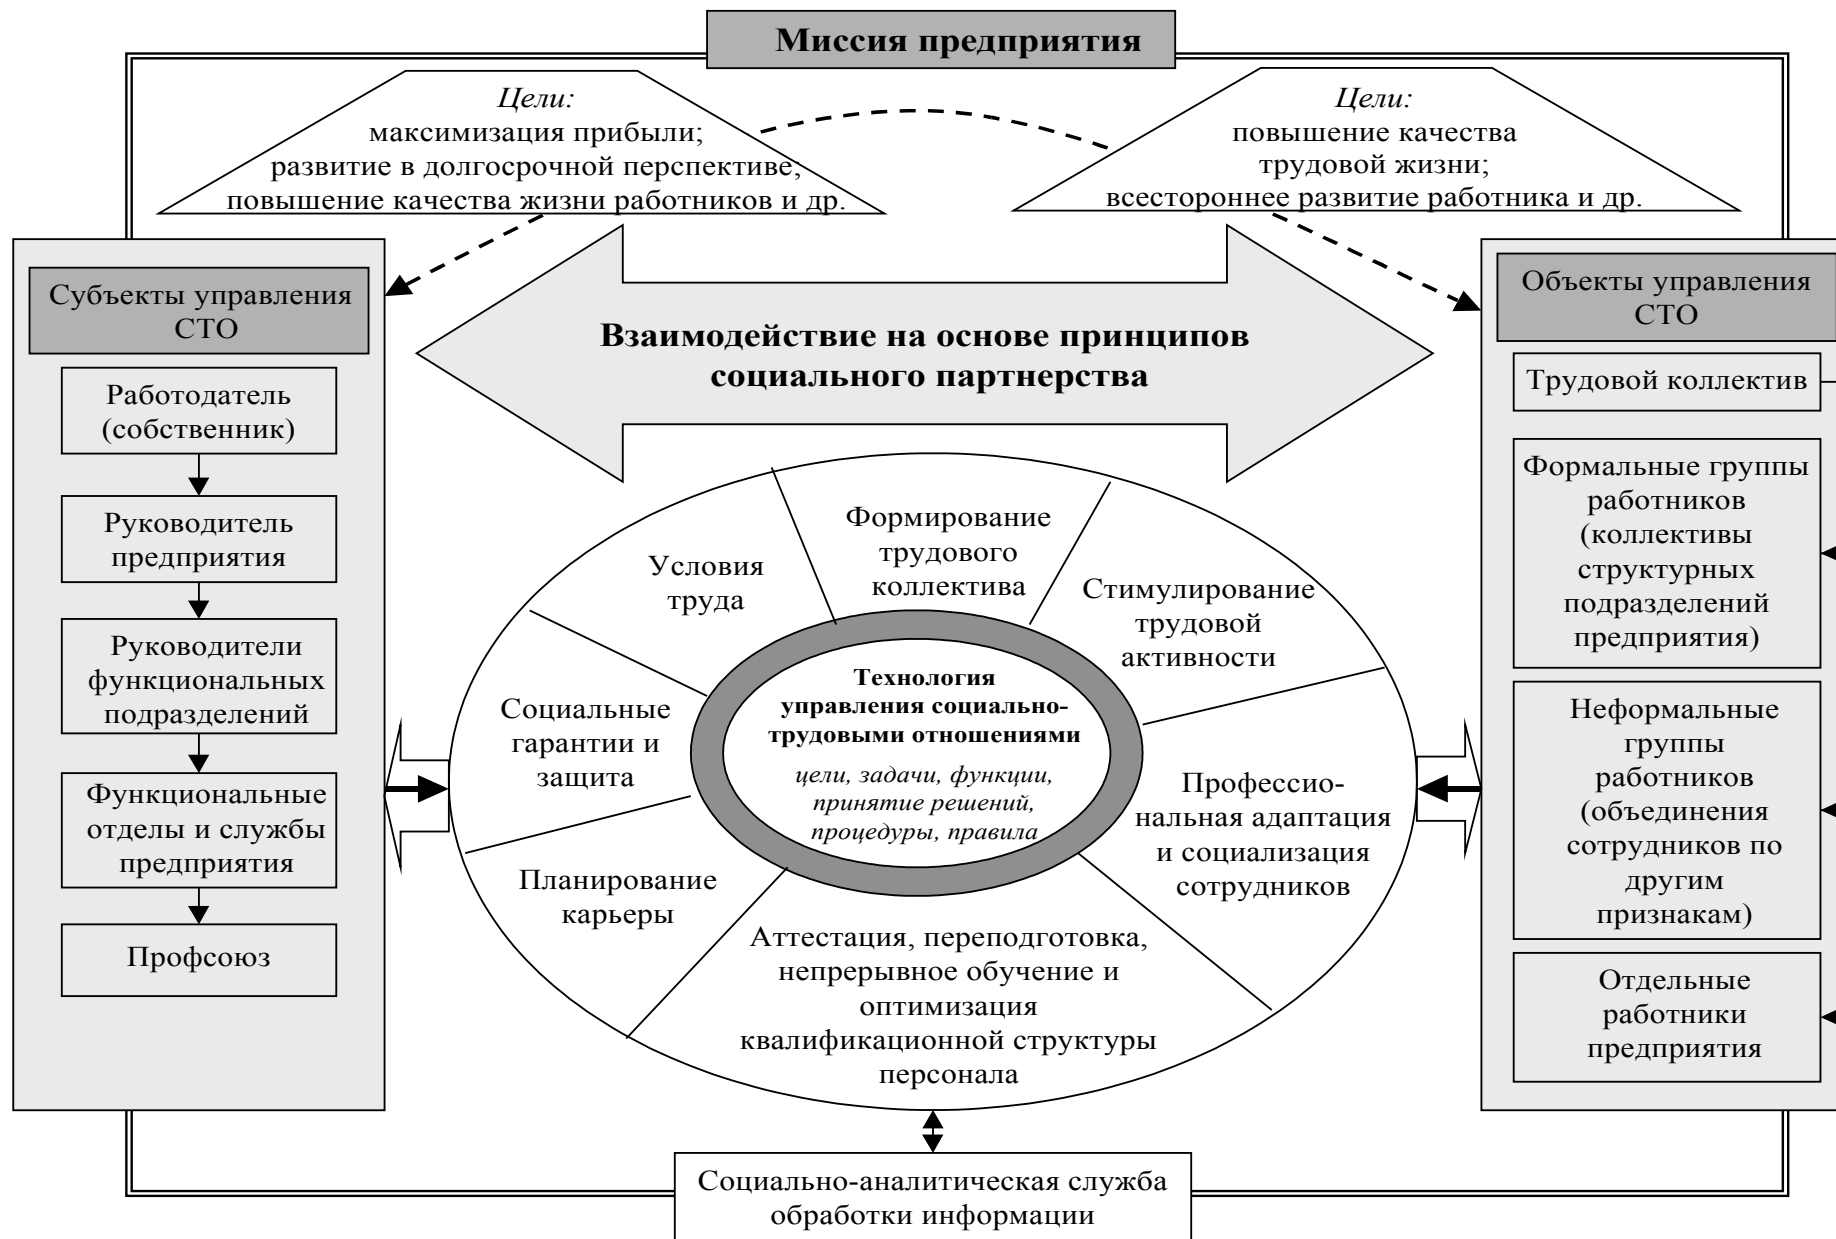 Миссия предприятия
Цели:
максимизация прибыли;
развитие в долгосрочной перспективе;
повышение качества жизни работников и др.
Цели:
повышение качества
трудовой жизни;
всестороннее развитие работника и др.
Субъекты управления
СТО
Работодатель
(собственник)
Руководитель
предприятия
Руководители
функциональных
подразделений
Функциональные
отделы и службы
предприятия
Профсоюз
Взаимодействие на основе принципов
социального партнерства
Формирование
трудового
коллектива
Стимулирование
трудовой
активности
Профессио-
нальная адаптация
и социализация
сотрудников
Аттестация, переподготовка,
непрерывное обучение и
оптимизация
квалификационной структуры
персонала
Планирование
карьеры
Социальные
гарантии и
защита
Условия
труда
Технология
управления социально-
трудовыми отношениями
цели, задачи, функции,
принятие решений,
процедуры, правила
Объекты управления
СТО
Трудовой коллектив
Формальные группы
работников
(коллективы
структурных
подразделений
предприятия)
Неформальные
группы
работников
(объединения
сотрудников по
другим
признакам)
Отдельные
работники
предприятия
Социально-аналитическая служба
обработки информации